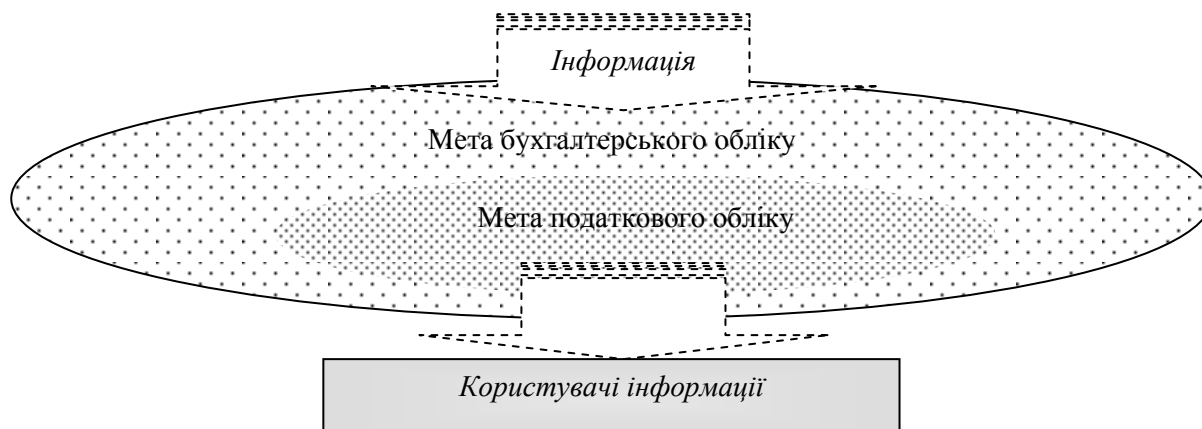 Інформація
Мета бухгалтерського обліку
Мета податкового обліку
Користувачі інформації